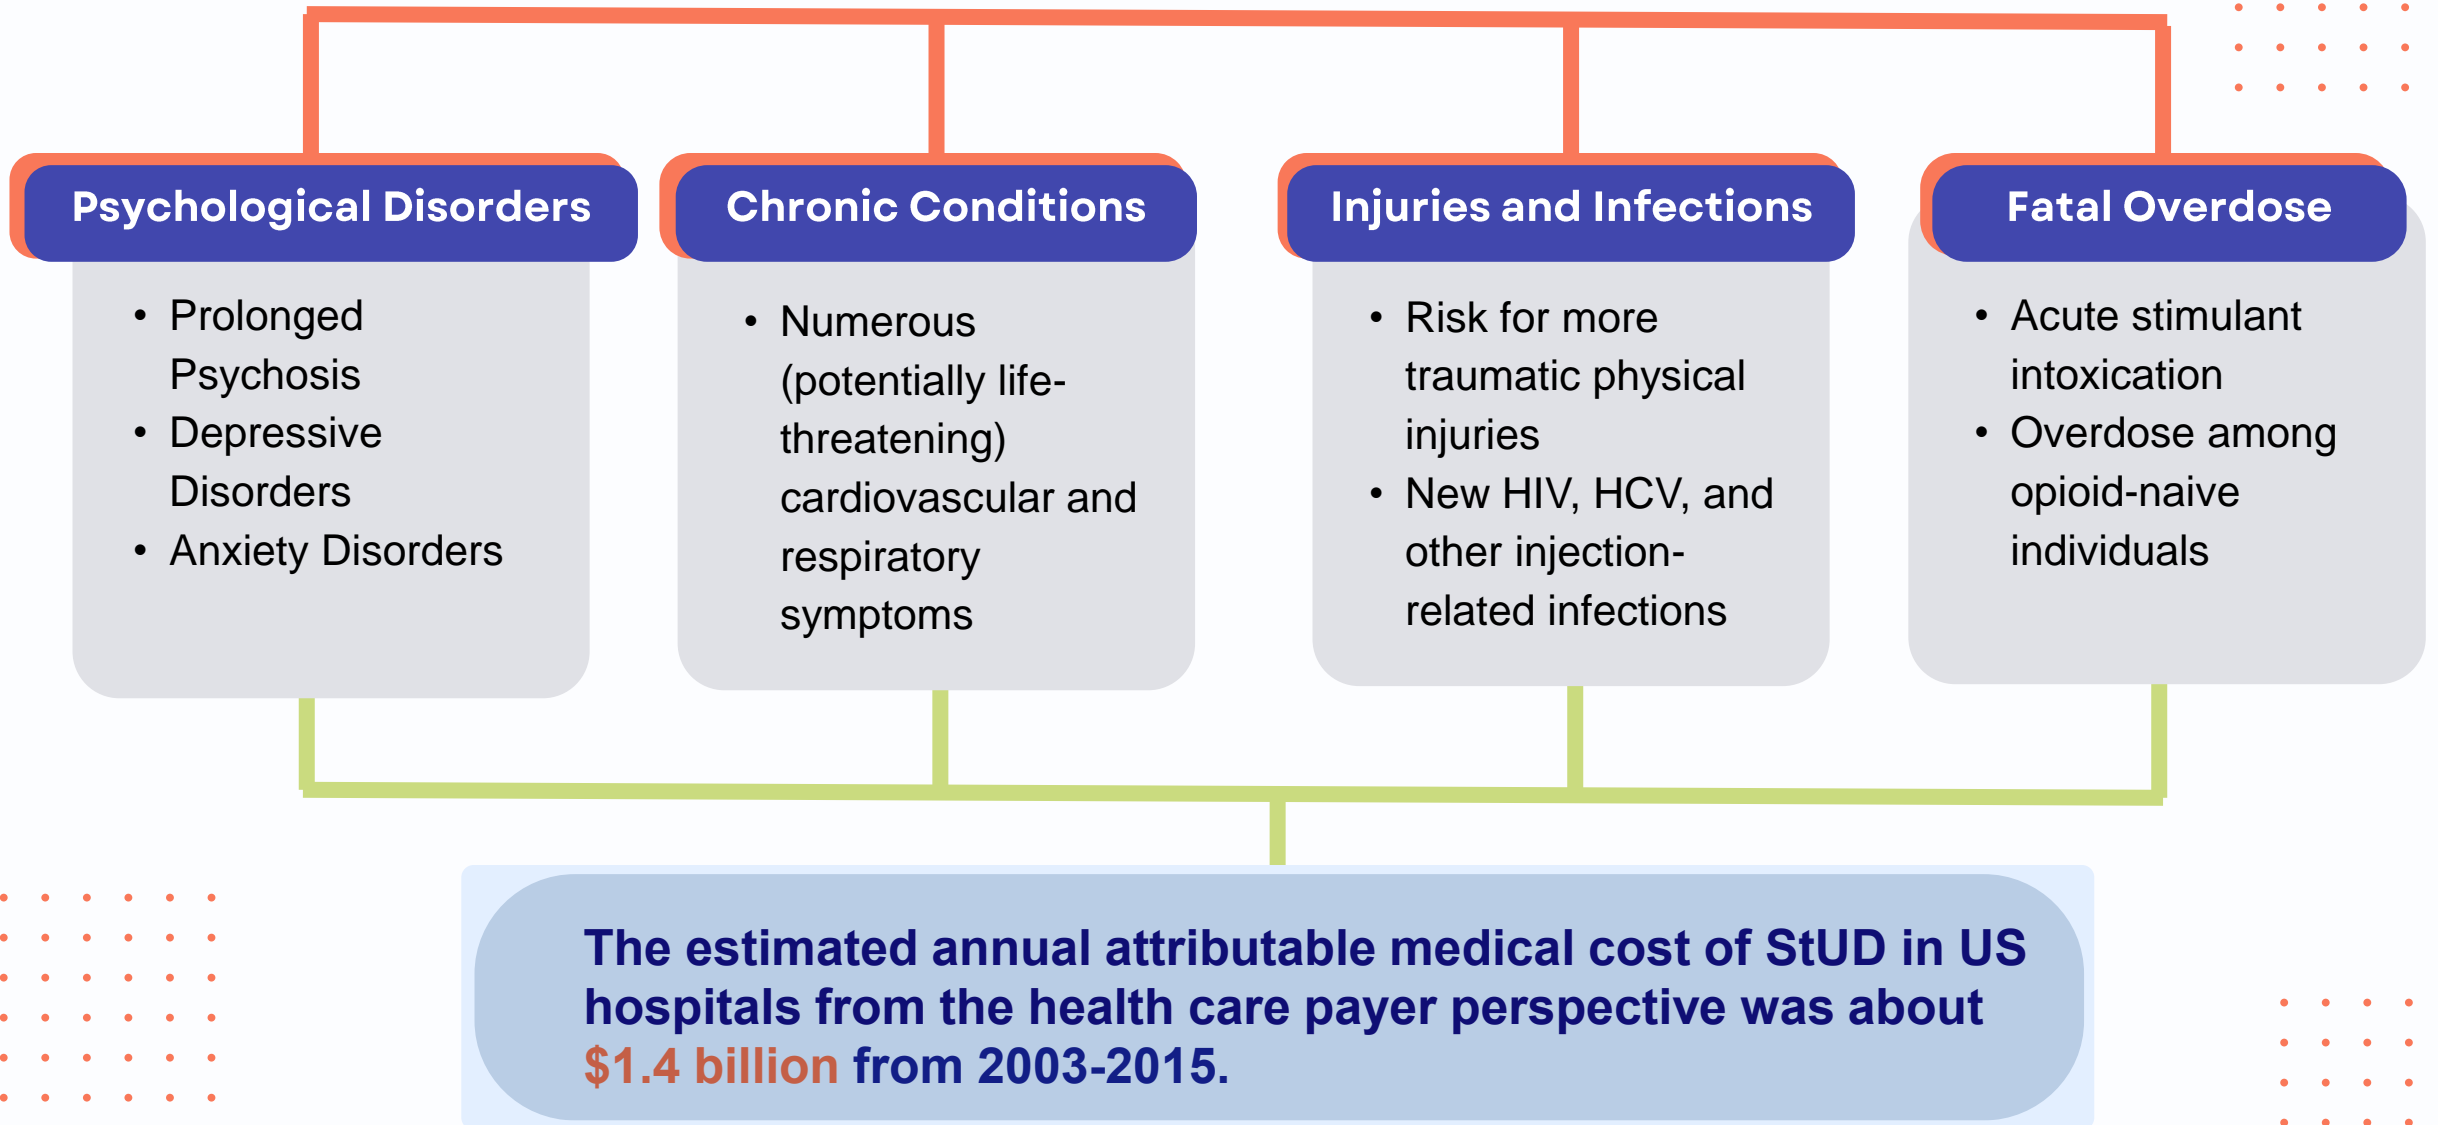 Psychological Disorders
• Prolonged
Psychosis
• Depressive
Disorders
• Anxiety Disorders
Chronic Conditions
• Numerous
(potentially life-
threatening)
cardiovascular and
respiratory
symptoms
Injuries and Infections
• Risk for more
traumatic physical
injuries
• New HIV, HCV, and
other injection-
related infections
Fatal Overdose
• Acute stimulant
intoxication
• Overdose among
opioid-naive
individuals
The estimated annual attributable medical cost of StUD in US
hospitals from the health care payer perspective was about
$1.4 billion from 2003-2015.